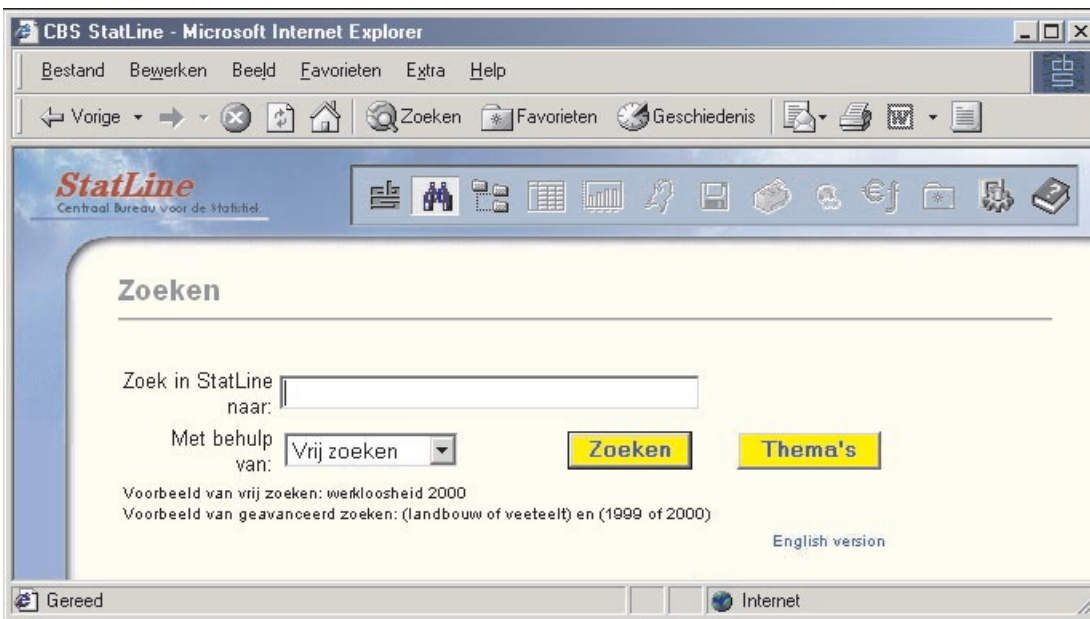 CBS StatLine - Microsoft Internet Explorer
Bestand Bewerken Beeld Favorieten Extra Help
Vorige Zoeken Favorieten Geschiedenis
StatLine
Centraal Bureau voor de Statistiek
Zoeken
Zoek in StatLine
naar:
Met behulp
van:
Vrij zoeken
Zoeken
Thema's
Voorbeeld van vrij zoeken: werkloosheid 2000
Voorbeeld van geavanceerd zoeken: (landbouw of veeteelt) en (1999 of 2000)
English version
Gereed
Internet